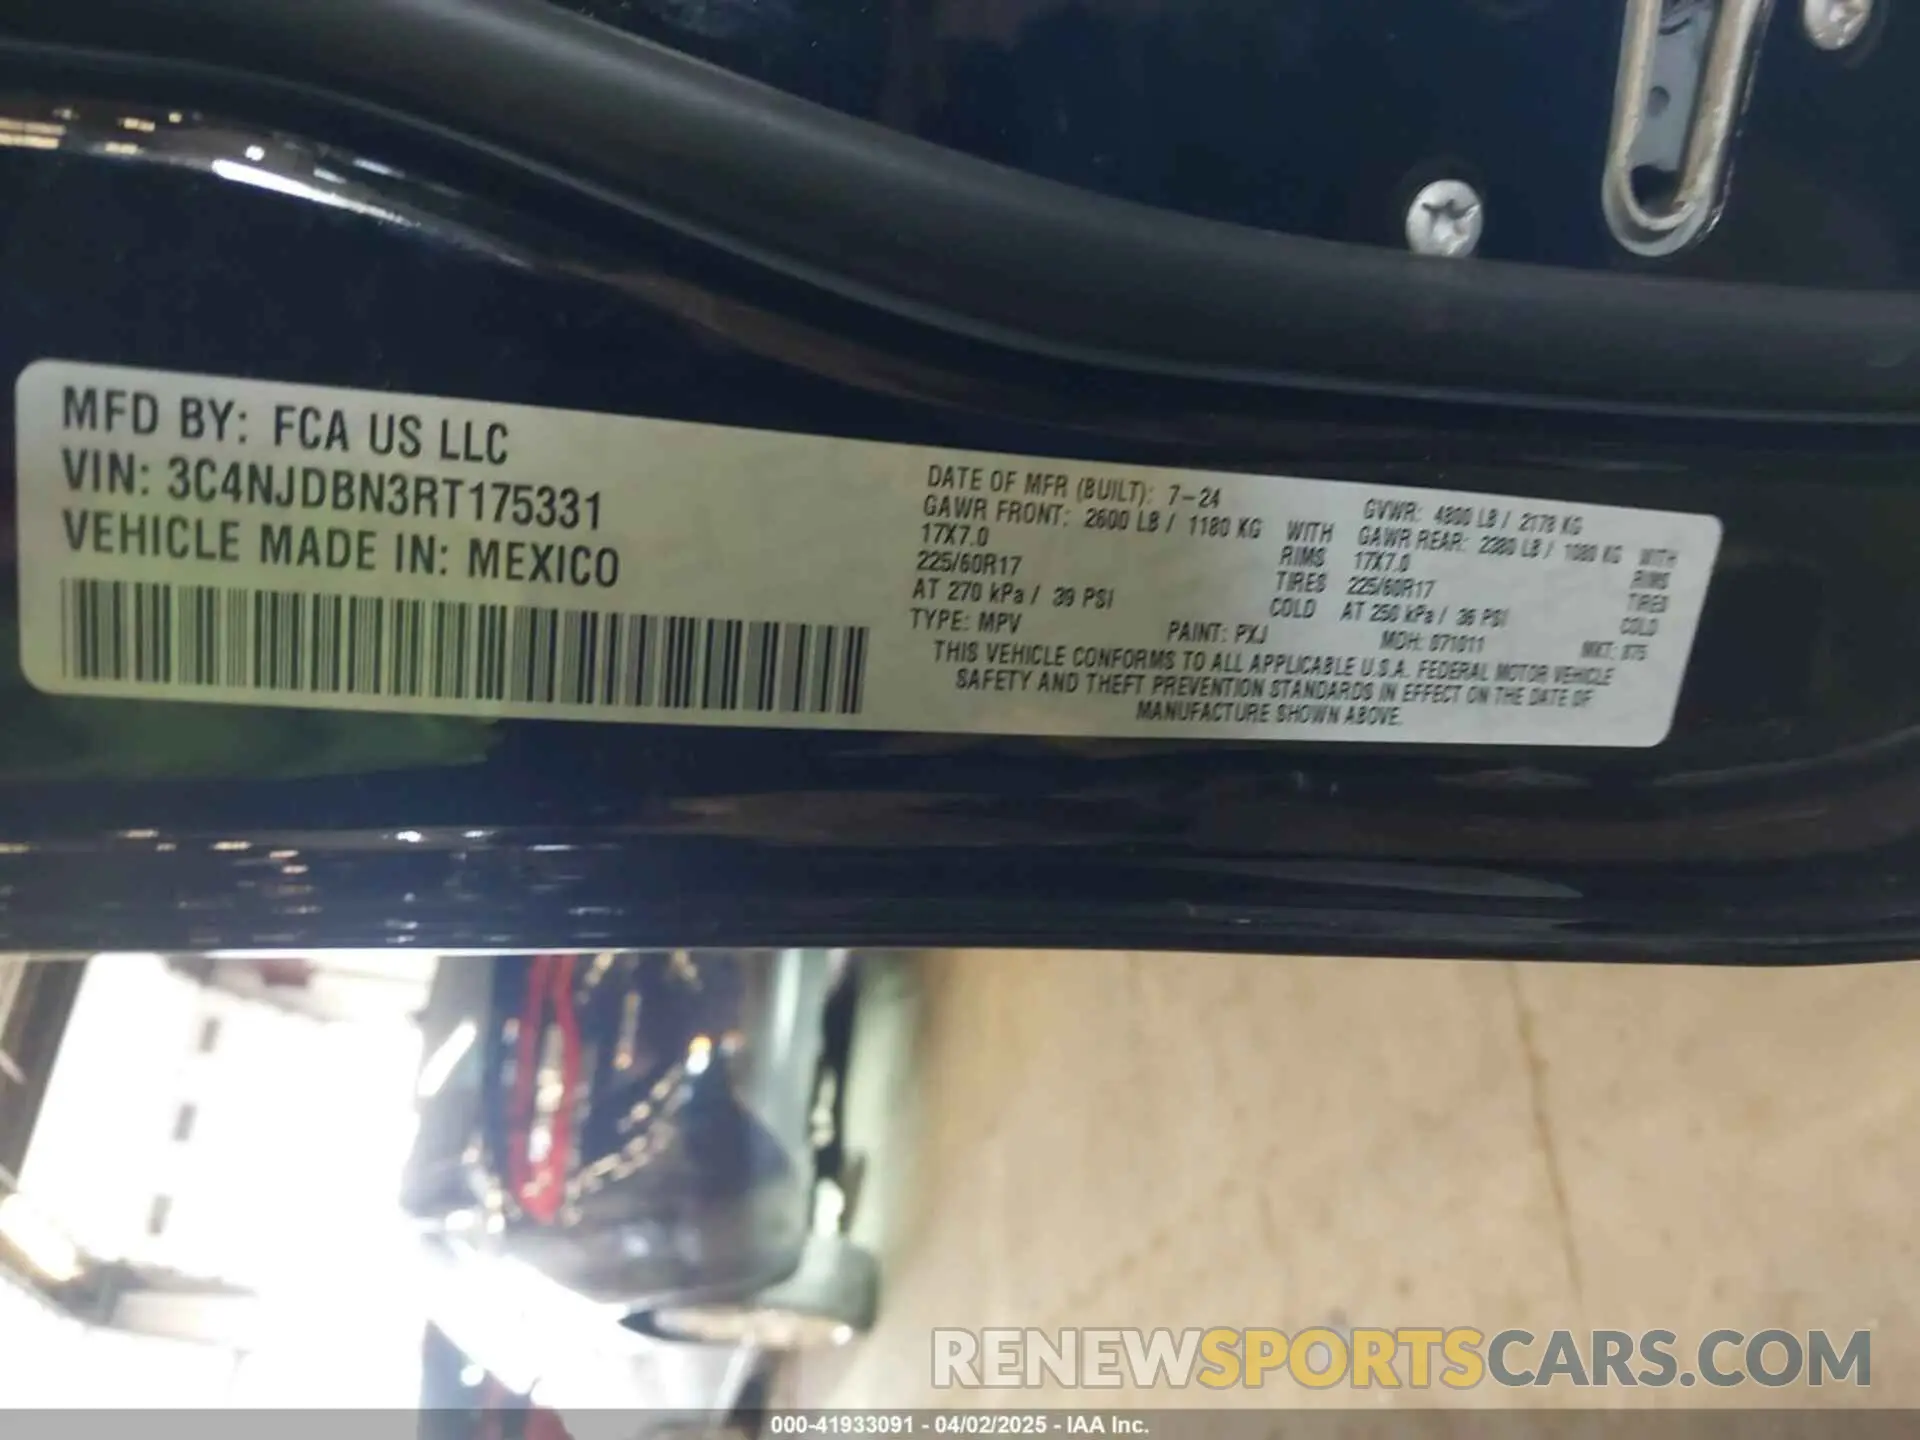 MFD BY: FCA US LLC
VIN: 3C4NJDBN3RT175331
VEHICLE MADE IN: MEXICO
DATE OF MFR (BUILT): 7-24 GVWR: 4800 LB / 2178 KG
GAWR FRONT: 2600 LB / 1180 KG WITH GAWR REAR: 2380 LB / 1080 KG WITH
17X7.0 RIMS 17X7.0 RIMS
225/60R17 TIRES 225/60R17 TIRES
AT 270 kPa / 39 PSI COLD AT 250 kPa / 36 PSI COLD
TYPE: MPV PAINT: PXJ MDH: 071011 MKT:
THIS VEHICLE CONFORMS TO ALL APPLICABLE U.S.A. FEDERAL MOTOR VEHICLE
SAFETY AND THEFT PREVENTION STANDARDS IN EFFECT ON THE DATE OF
MANUFACTURE SHOWN ABOVE.
RENEWSPORTSCARS.COM
000-41933091 - 04/02/2025 - IAA Inc.